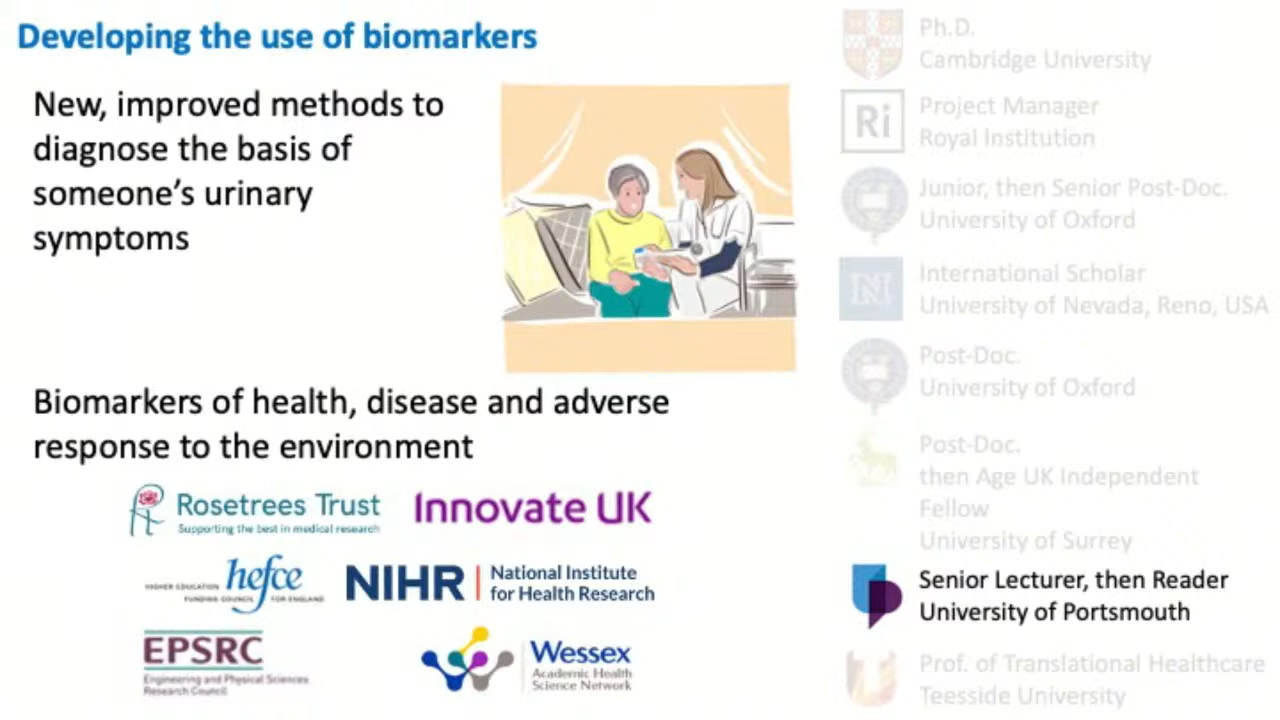 Developing the use of biomarkers
New, improved methods to
diagnose the basis of
someone's urinary
symptoms
Biomarkers of health, disease and adverse
response to the environment
Rosetrees Trust
Supporting the best in medical research
Innovate UK
HIGHER EDUCATION hefce
FUNDING COUNCIL FOR ENGLAND
NIHR National Institute
for Health Research
EPSRC
Engineering and Physical Sciences
Research Council
Wessex
Academic Health
Science Network
Ph.D.
Cambridge University
Ri
Project Manager
Royal Institution
Junior, then Senior Post-Doc.
University of Oxford
N
International Scholar
University of Nevada, Reno, USA
Post-Doc.
University of Oxford
Post-Doc.
then Age UK Independent
Fellow
University of Surrey
Senior Lecturer, then Reader
University of Portsmouth
Prof. of Translational Healthcare
Teesside University